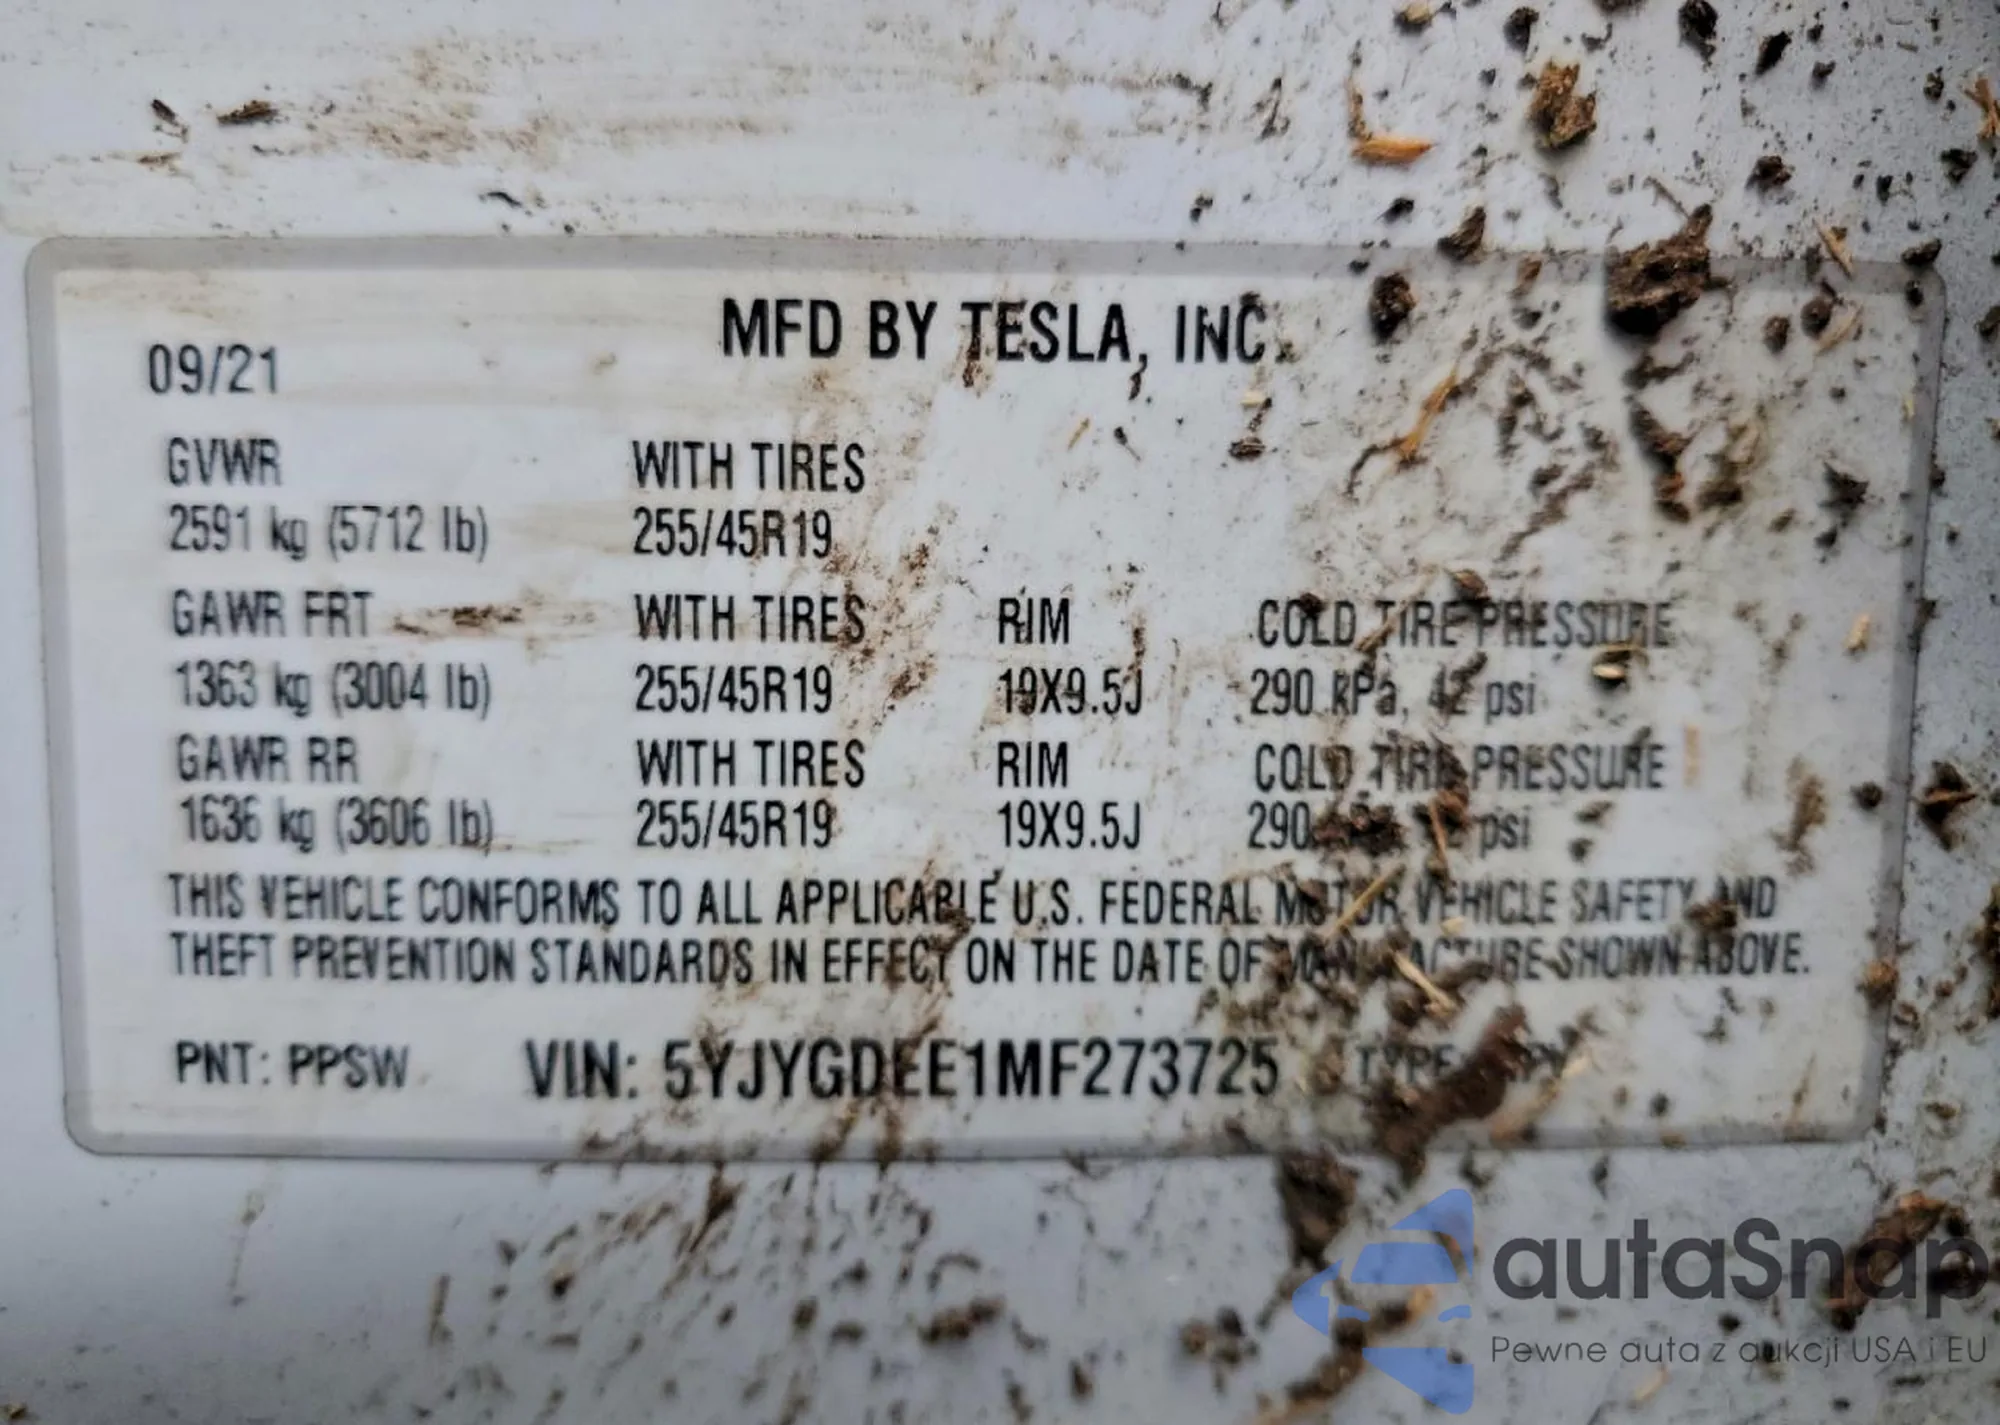 MFD BY TESLA, INC.
09/21
GVWR WITH TIRES
2591 kg (5712 lb) 255/45R19
GAWR FRT WITH TIRES RIM COLD TIRE PRESSURE
1363 kg (3004 lb) 255/45R19 19X9.5J 290 kPa, 42 psi
GAWR RR WITH TIRES RIM COLD TIRE PRESSURE
1636 kg (3606 lb) 255/45R19 19X9.5J 290 psi
THIS VEHICLE CONFORMS TO ALL APPLICABLE U.S. FEDERAL MOTOR VEHICLE SAFETY AND
THEFT PREVENTION STANDARDS IN EFFECT ON THE DATE OF MANUFACTURE SHOWN ABOVE.
PNT: PPSW VIN: 5YJYGDEE1MF273725 TYPE:
autaSnap
Pewne auta z aukcji USA i EU